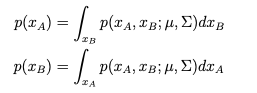 p(x_A) = ∫_{x_B} p(x_A, x_B; μ, Σ)dx_B
p(x_B) = ∫_{x_A} p(x_A, x_B; μ, Σ)dx_A